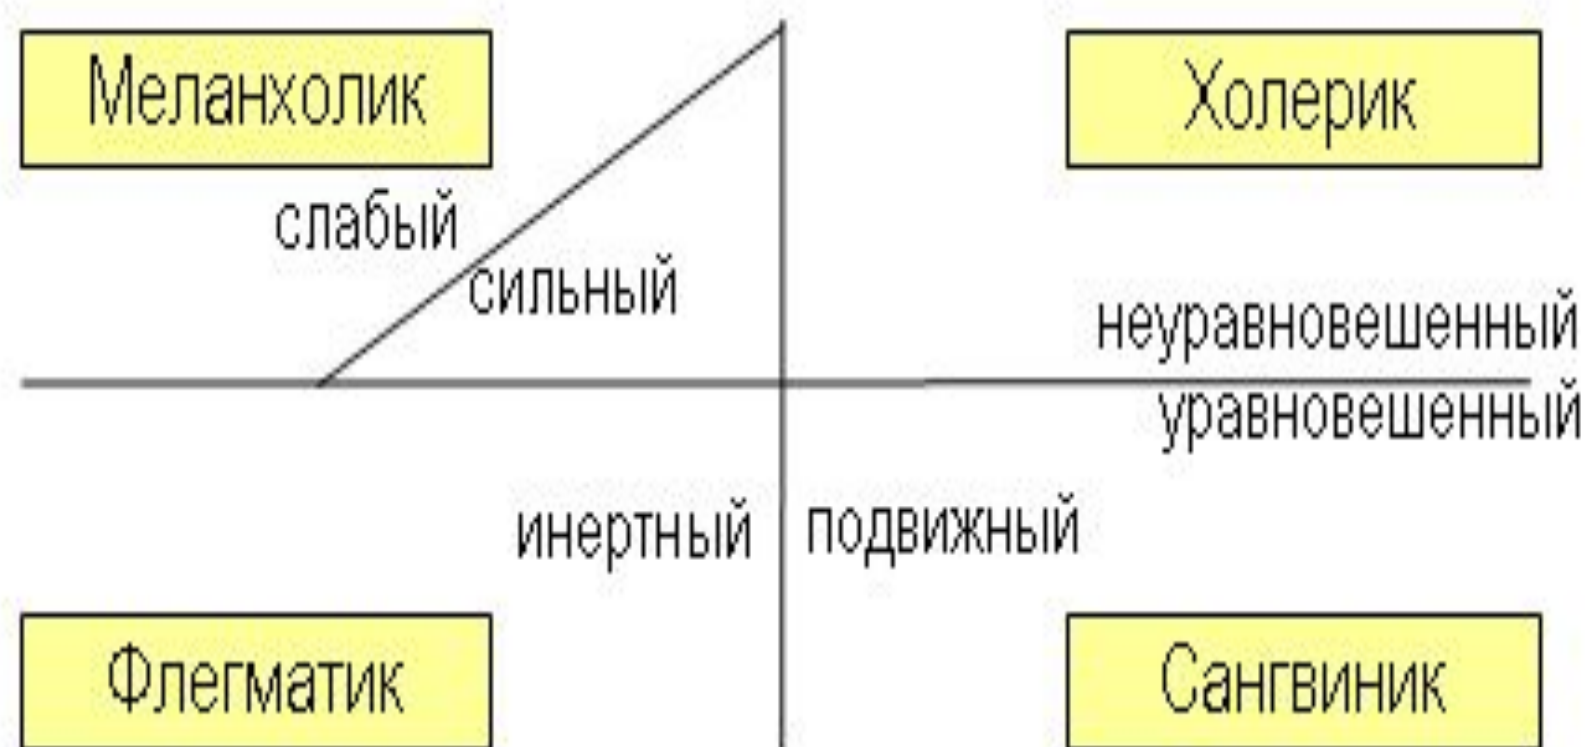 Меланхолик
Холерик
слабый
сильный
неуравновешенный
уравновешенный
инертный
подвижный
Флегматик
Сангвиник